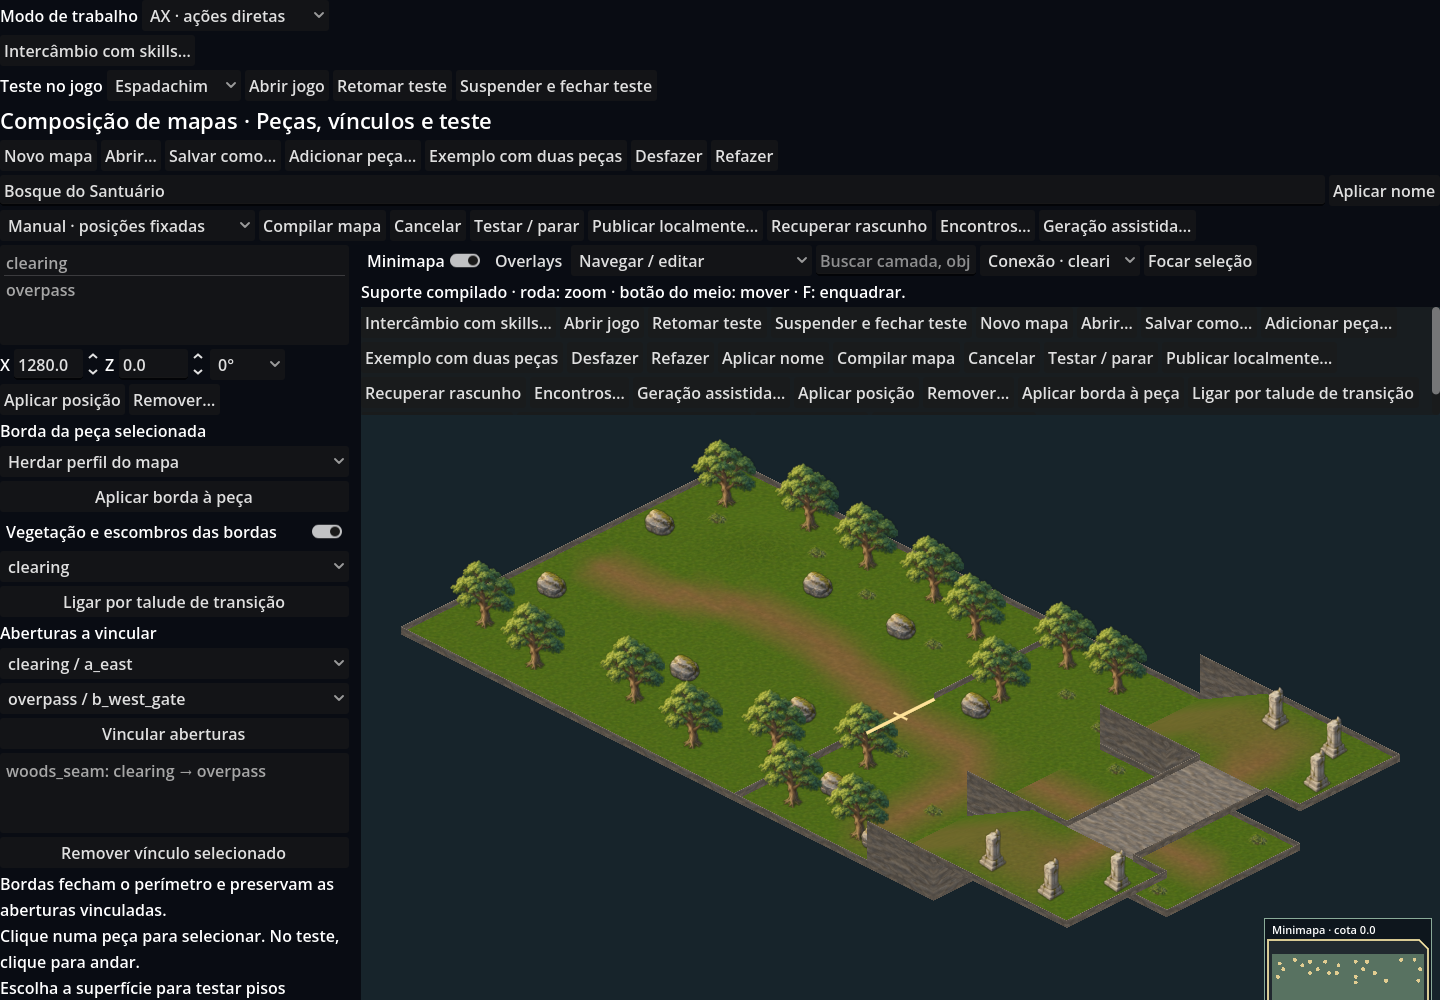 Modo de trabalho AX · ações diretas
Intercâmbio com skills...
Teste no jogo Espadachim Abrir jogo Retomar teste Suspender e fechar teste
Composição de mapas · Peças, vínculos e teste
Novo mapa Abrir... Salvar como... Adicionar peça... Exemplo com duas peças Desfazer Refazer
Bosque do Santuário Aplicar nome
Manual · posições fixadas Compilar mapa Cancelar Testar / parar Publicar localmente... Recuperar rascunho Encontros... Geração assistida...
clearing
overpass
X 1280.0 Z 0.0 0°
Aplicar posição Remover...
Borda da peça selecionada
Herdar perfil do mapa
Aplicar borda à peça
Vegetação e escombros das bordas
clearing
Ligar por talude de transição
Aberturas a vincular
clearing / a_east
overpass / b_west_gate
Vincular aberturas
woods_seam: clearing → overpass
Remover vínculo selecionado
Bordas fecham o perímetro e preservam as
aberturas vinculadas.
Clique numa peça para selecionar. No teste,
clique para andar.
Escolha a superfície para testar pisos
Minimapa Overlays Navegar / editar Buscar camada, obj Conexão · cleari Focar seleção
Suporte compilado · roda: zoom · botão do meio: mover · F: enquadrar.
Intercâmbio com skills... Abrir jogo Retomar teste Suspender e fechar teste Novo mapa Abrir... Salvar como... Adicionar peça...
Exemplo com duas peças Desfazer Refazer Aplicar nome Compilar mapa Cancelar Testar / parar Publicar localmente...
Recuperar rascunho Encontros... Geração assistida... Aplicar posição Remover... Aplicar borda à peça Ligar por talude de transição
Minimapa · cota 0.0